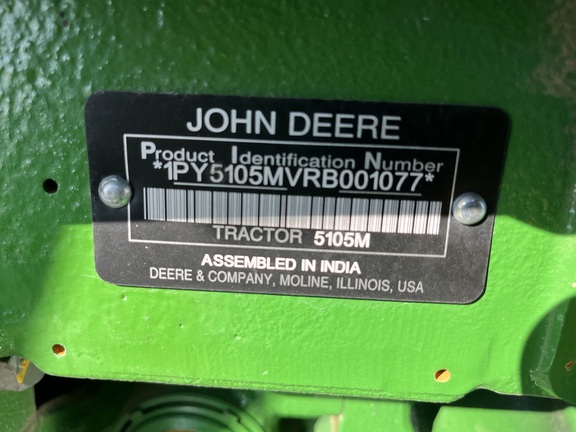 JOHN DEERE
Product Identification Number
*1PY5105MVRB001077*
TRACTOR 5105M
ASSEMBLED IN INDIA
DEERE & COMPANY, MOLINE, ILLINOIS, USA